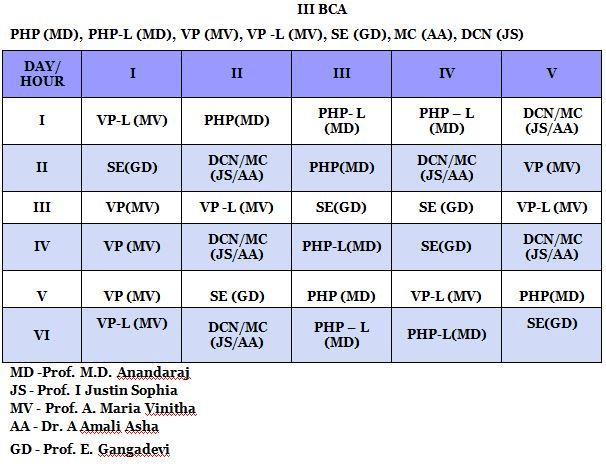 III BCA
PHP (MD), PHP-L (MD), VP (MV), VP -L (MV), SE (GD), MC (AA), DCN (JS)
DAY/ HOUR I II III IV V
I VP-L (MV) PHP(MD) PHP- L (MD) PHP – L (MD) DCN/MC (JS/AA)
II SE(GD) DCN/MC (JS/AA) PHP(MD) DCN/MC (JS/AA) VP (MV)
III VP(MV) VP -L (MV) SE(GD) SE (GD) VP-L (MV)
IV VP (MV) DCN/MC (JS/AA) PHP-L(MD) SE(GD) DCN/MC (JS/AA)
V VP (MV) SE (GD) PHP (MD) VP-L (MV) PHP(MD)
VI VP-L (MV) DCN/MC (JS/AA) PHP – L (MD) PHP-L(MD) SE(GD)
MD -Prof. M.D. Anandaraj
JS - Prof. I Justin Sophia
MV - Prof. A. Maria Vinitha
AA - Dr. A Amali Asha
GD - Prof. E. Gangadevi